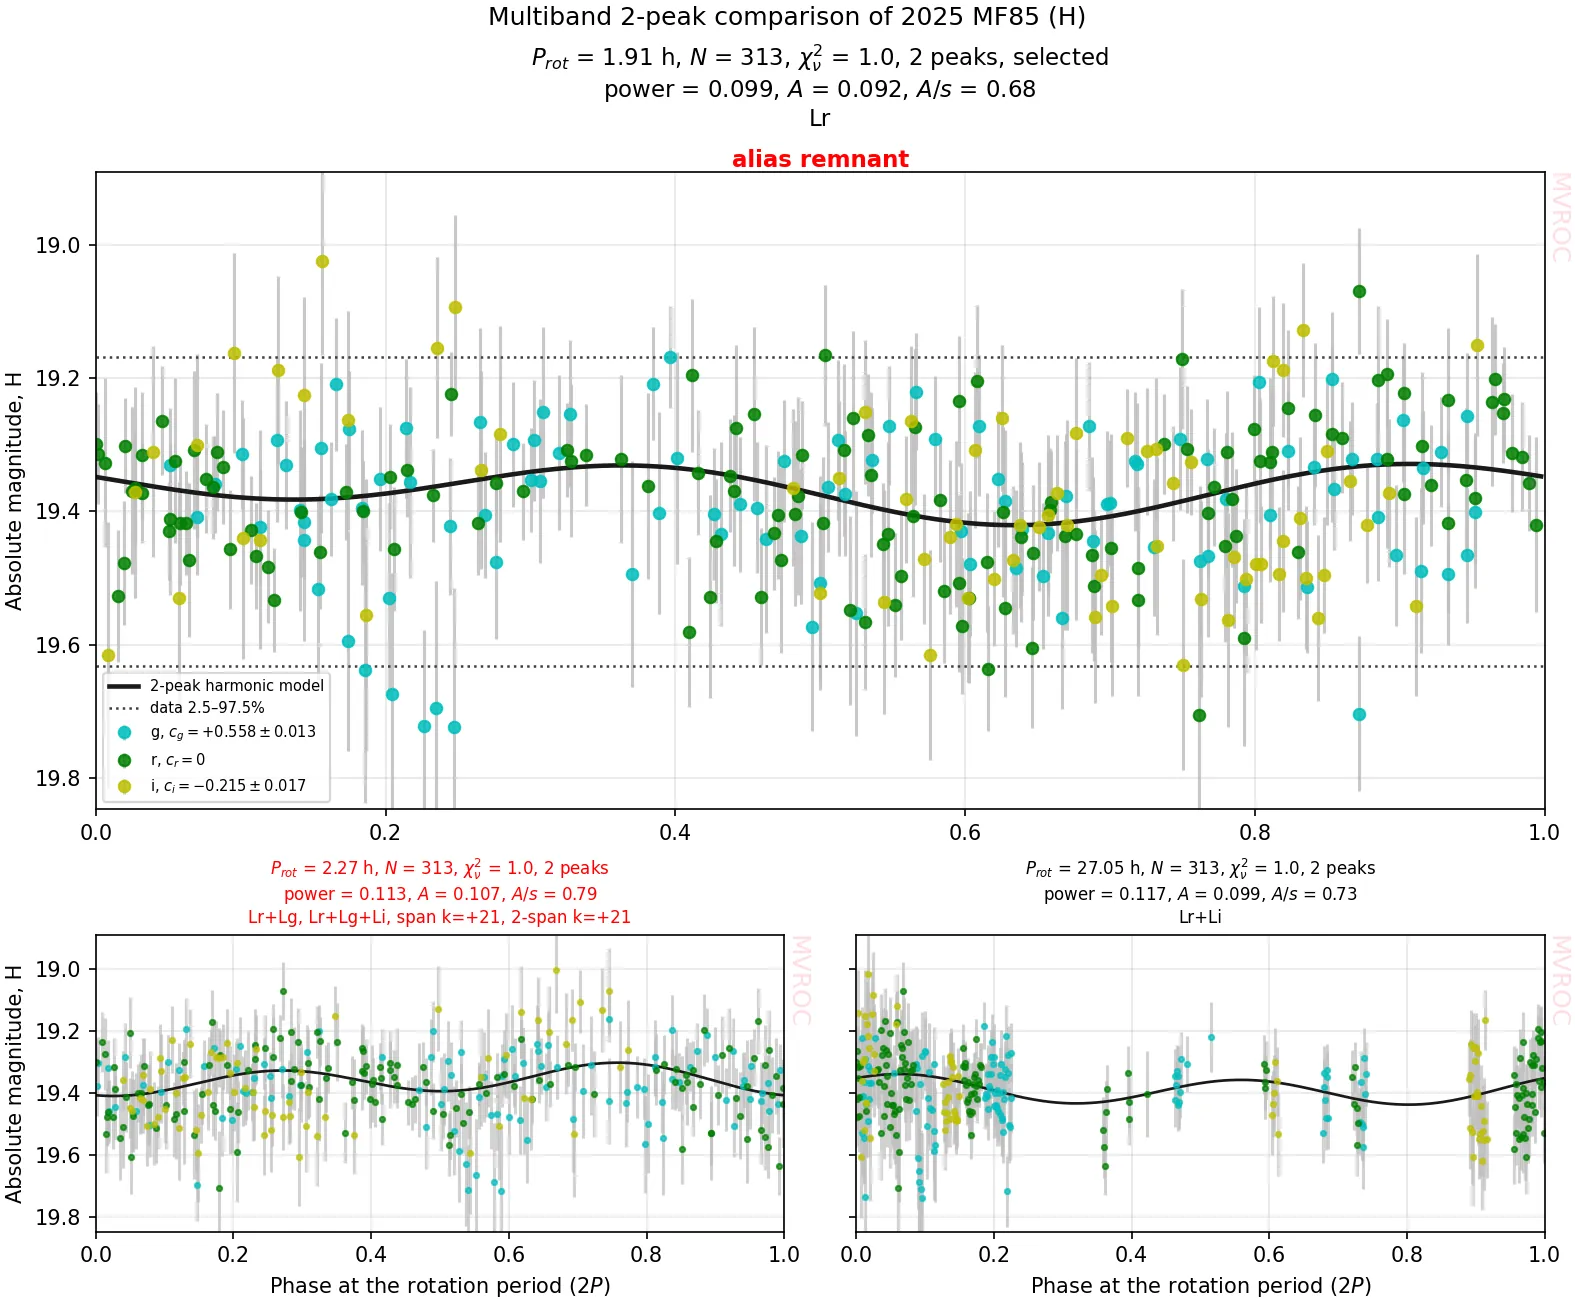 Multiband 2-peak comparison of 2025 MF85 (H)
P_rot = 1.91 h, N = 313, χ²_ν = 1.0, 2 peaks, selected
power = 0.099, A = 0.092, A/s = 0.68
Lr
alias remnant
MVROC
Absolute magnitude, H
19.0
19.2
19.4
19.6
19.8
2-peak harmonic model
data 2.5–97.5%
g, c_g = +0.558 ± 0.013
r, c_r = 0
i, c_i = −0.215 ± 0.017
0.0 0.2 0.4 0.6 0.8 1.0
P_rot = 2.27 h, N = 313, χ²_ν = 1.0, 2 peaks
power = 0.113, A = 0.107, A/s = 0.79
Lr+Lg, Lr+Lg+Li, span k=+21, 2-span k=+21
MVROC
Absolute magnitude, H
19.0
19.2
19.4
19.6
19.8
0.0 0.2 0.4 0.6 0.8 1.0
Phase at the rotation period (2P)
P_rot = 27.05 h, N = 313, χ²_ν = 1.0, 2 peaks
power = 0.117, A = 0.099, A/s = 0.73
Lr+Li
MVROC
0.0 0.2 0.4 0.6 0.8 1.0
Phase at the rotation period (2P)